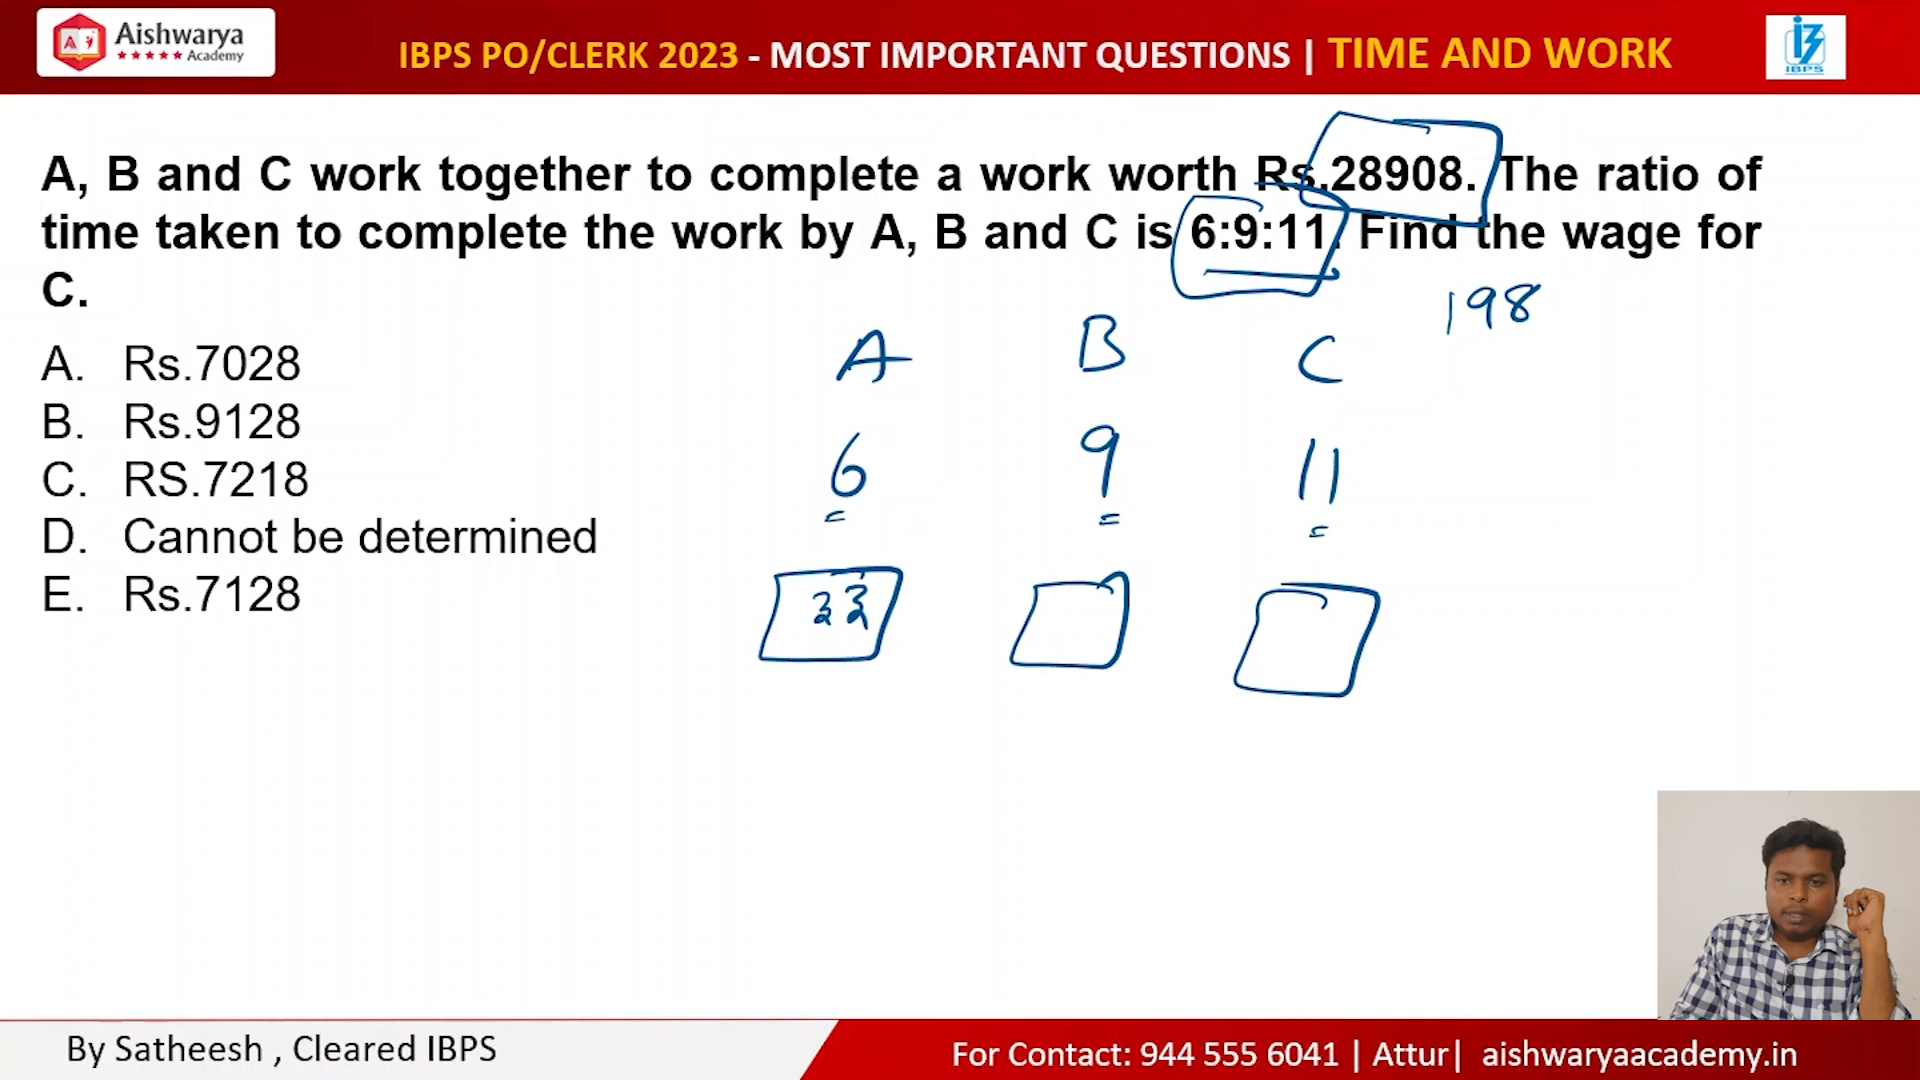 Aishwarya
Academy
IBPS PO/CLERK 2023 - MOST IMPORTANT QUESTIONS | TIME AND WORK
IBPS
A, B and C work together to complete a work worth Rs.28908. The ratio of
time taken to complete the work by A, B and C is 6:9:11. Find the wage for
C.
198
A. Rs.7028
B. Rs.9128
C. RS.7218
D. Cannot be determined
E. Rs.7128
A B C
6 9 11
33
By Satheesh , Cleared IBPS
For Contact: 944 555 6041 | Attur| aishwaryaacademy.in